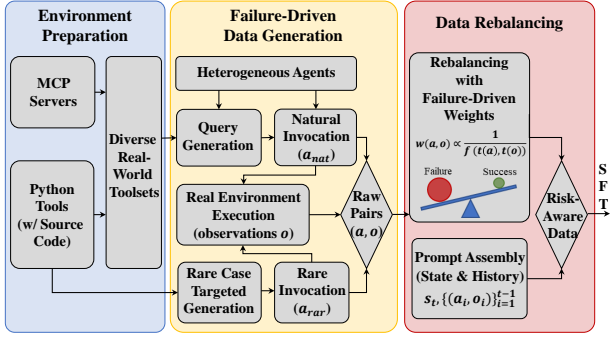 Environment
Preparation
MCP
Servers
Python
Tools
(w/ Source
Code)
Diverse
Real-
World
Toolsets
Failure-Driven
Data Generation
Heterogeneous Agents
Query
Generation
Natural
Invocation
(a_nat)
Real Environment
Execution
(observations o)
Rare Case
Targeted
Generation
Rare
Invocation
(a_rar)
Raw
Pairs
(a, o)
Data Rebalancing
Rebalancing
with
Failure-Driven
Weights
w(a, o) ∝ 1 / f(t(a), t(o))
Failure
Success
Prompt Assembly
(State & History)
s_t, {(a_i, o_i)}_{i=1}^{t-1}
Risk-
Aware
Data
S
F
T